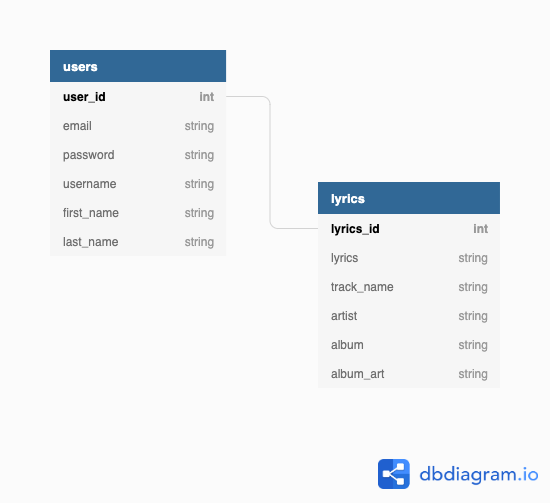 users
user_id int
email string
password string
username string
first_name string
last_name string
lyrics
lyrics_id int
lyrics string
track_name string
artist string
album string
album_art string
dbdiagram.io